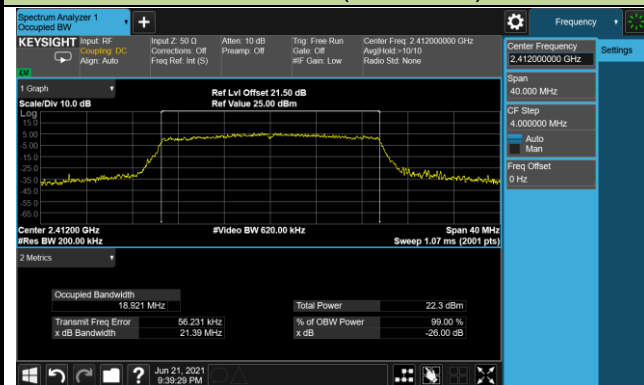 Spectrum Analyzer 1
Occupied BW
+
Frequency
KEYSIGHT
Input: RF
Coupling: DC
Align: Auto
Input Z: 50 Ω
Corrections: Off
Freq Ref: Int (S)
Atten: 10 dB
Preamp: Off
Trig: Free Run
Gate: Off
#IF Gain: Low
Center Freq: 2.412000000 GHz
Avg|Hold:>10/10
Radio Std: None
LV
Center Frequency
2.412000000 GHz
Settings
Span
40.000 MHz
CF Step
4.000000 MHz
Auto
Man
Freq Offset
0 Hz
1 Graph
Scale/Div 10.0 dB
Ref Lvl Offset 21.50 dB
Ref Value 25.00 dBm
Log
15.0
5.00
-5.00
-15.0
-25.0
-35.0
-45.0
-55.0
-65.0
Center 2.41200 GHz
#Res BW 200.00 kHz
#Video BW 620.00 kHz
Span 40 MHz
Sweep 1.07 ms (2001 pts)
2 Metrics
Occupied Bandwidth
18.921 MHz
Total Power 22.3 dBm
Transmit Freq Error 56.231 kHz
% of OBW Power 99.00 %
x dB Bandwidth 21.39 MHz
x dB -26.00 dB
?
Jun 21, 2021
9:39:29 PM